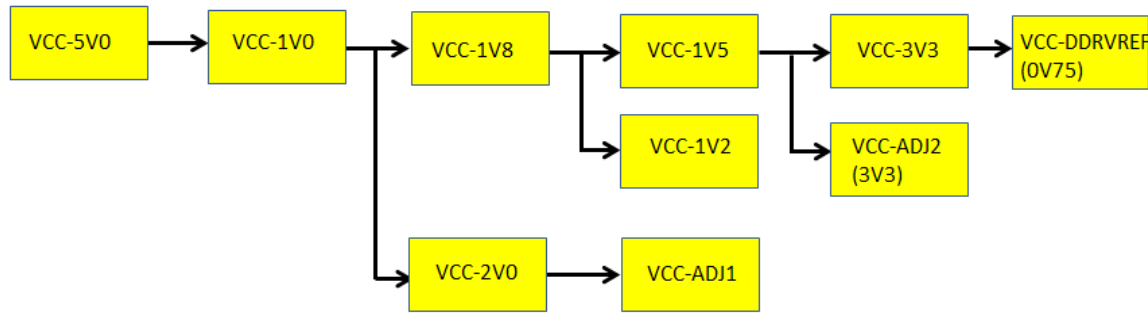 VCC-5V0
VCC-1V0
VCC-1V8
VCC-1V5
VCC-3V3
VCC-DDRVREF
(0V75)
VCC-1V2
VCC-ADJ2
(3V3)
VCC-2V0
VCC-ADJ1